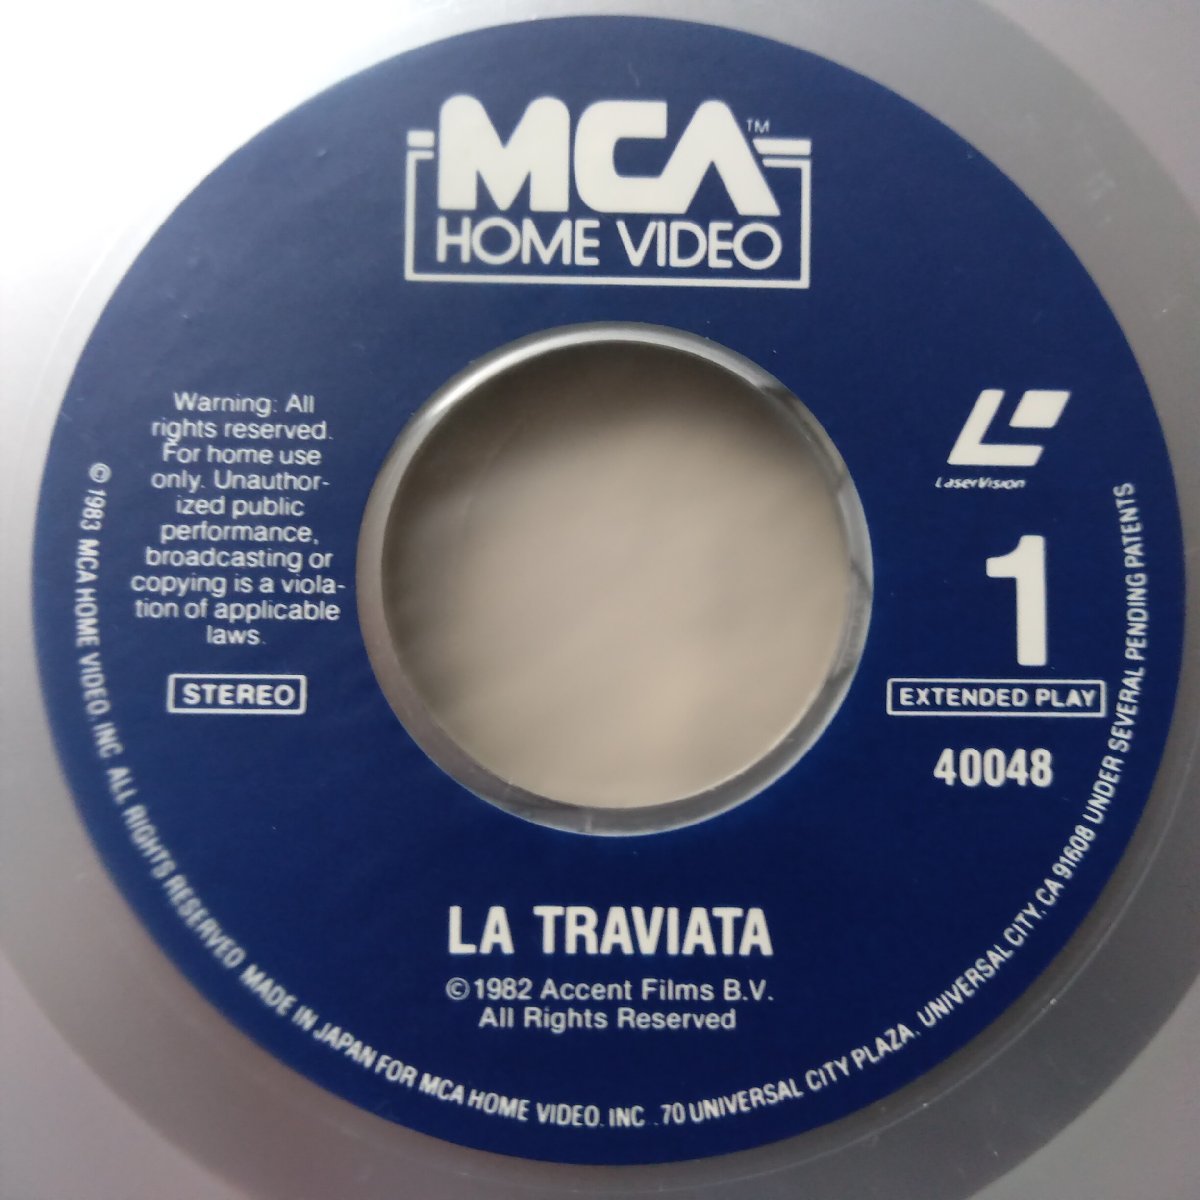 MCA™
HOME VIDEO
Warning: All
rights reserved.
For home use
only. Unauthor-
ized public
performance,
broadcasting or
copying is a viola-
tion of applicable
laws.
STEREO
LaserVision
1
EXTENDED PLAY
40048
LA TRAVIATA
©1982 Accent Films B.V.
All Rights Reserved
© 1983 MCA HOME VIDEO, INC. ALL RIGHTS RESERVED. MADE IN JAPAN FOR MCA HOME VIDEO, INC., 70 UNIVERSAL CITY PLAZA, UNIVERSAL CITY, CA 91608 UNDER SEVERAL PENDING PATENTS